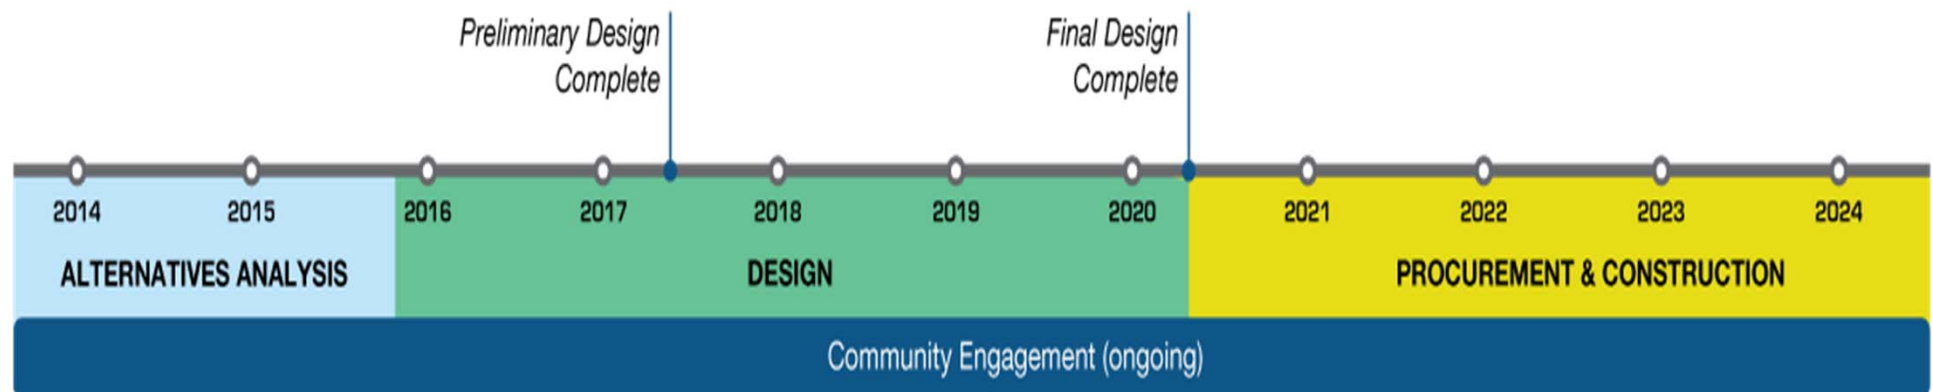 Preliminary Design
Complete
Final Design
Complete
2014 2015 2016 2017 2018 2019 2020 2021 2022 2023 2024
ALTERNATIVES ANALYSIS DESIGN PROCUREMENT & CONSTRUCTION
Community Engagement (ongoing)